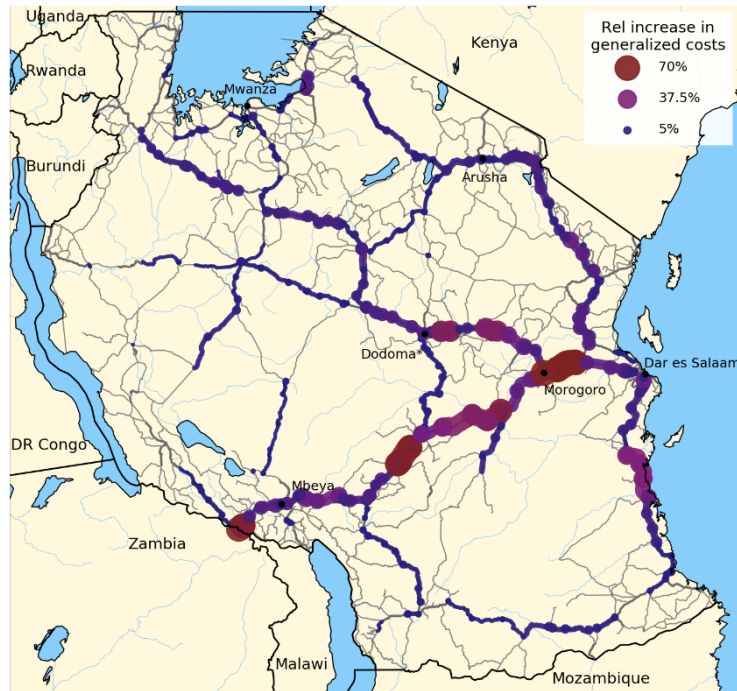 Uganda
Kenya
Rel increase in
generalized costs
70%
37.5%
5%
Rwanda
Mwanza
Burundi
Arusha
Dodoma*
Dar es Salaam
Morogoro
DR Congo
Mbeya
Zambia
Malawi
Mozambique